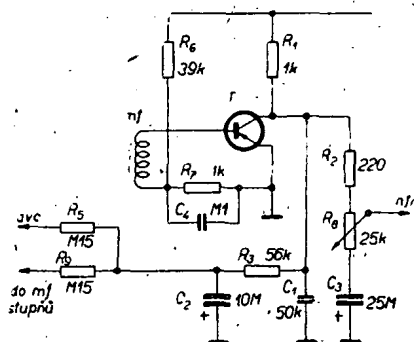 R6
39k
R1
1k
T
mf
R7 1k
C4 M1
R2
220
R8
25k
nf
avc
R5
M15
R9
M15
do mf
stupňů
R3 56k
C2 10M
+
C1
50k
C3
25M
+